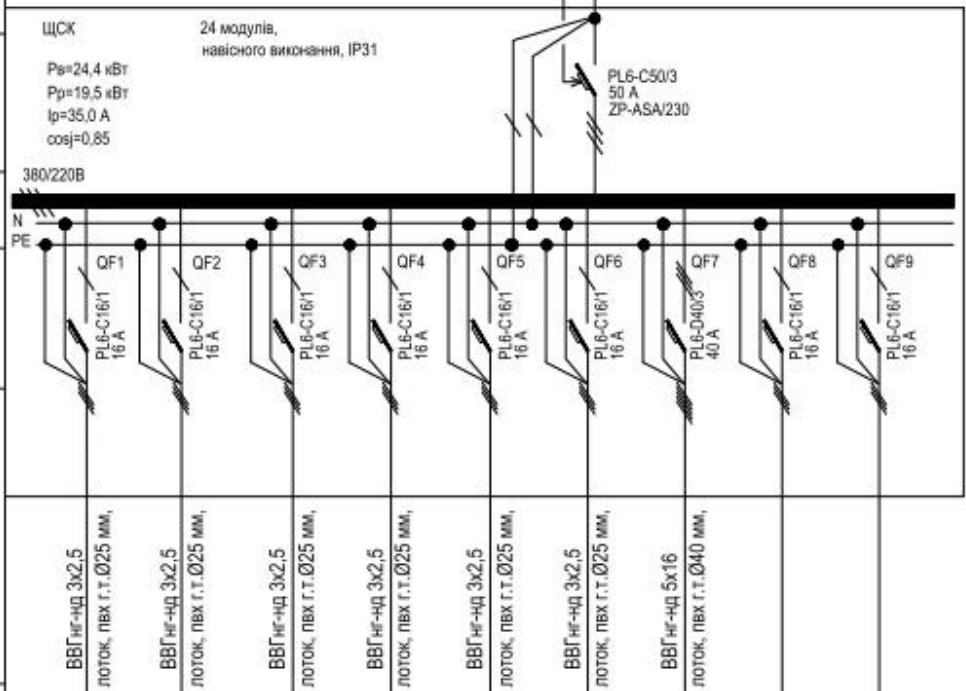 ЩСК
24 модулів,
навісного виконання, IP31
Рв=24,4 кВт
Рр=19,5 кВт
Iр=35,0 А
cosj=0,85
PL6-C50/3
50 А
ZP-ASA/230
380/220В
N
PE
QF1
PL6-C16/1
16 А
QF2
PL6-C16/1
16 А
QF3
PL6-C16/1
16 А
QF4
PL6-C16/1
16 А
QF5
PL6-C16/1
16 А
QF6
PL6-C16/1
16 А
QF7
PL6-D40/3
40 А
QF8
PL6-C16/1
16 А
QF9
PL6-C16/1
16 А
ВВГнг-нд 3х2,5
лоток, пвх г.т.Ø25 мм,
ВВГнг-нд 3х2,5
лоток, пвх г.т.Ø25 мм,
ВВГнг-нд 3х2,5
лоток, пвх г.т.Ø25 мм,
ВВГнг-нд 3х2,5
лоток, пвх г.т.Ø25 мм,
ВВГнг-нд 3х2,5
лоток, пвх г.т.Ø25 мм,
ВВГнг-нд 3х2,5
лоток, пвх г.т.Ø25 мм,
ВВГнг-нд 5х16
лоток, пвх г.т.Ø40 мм,